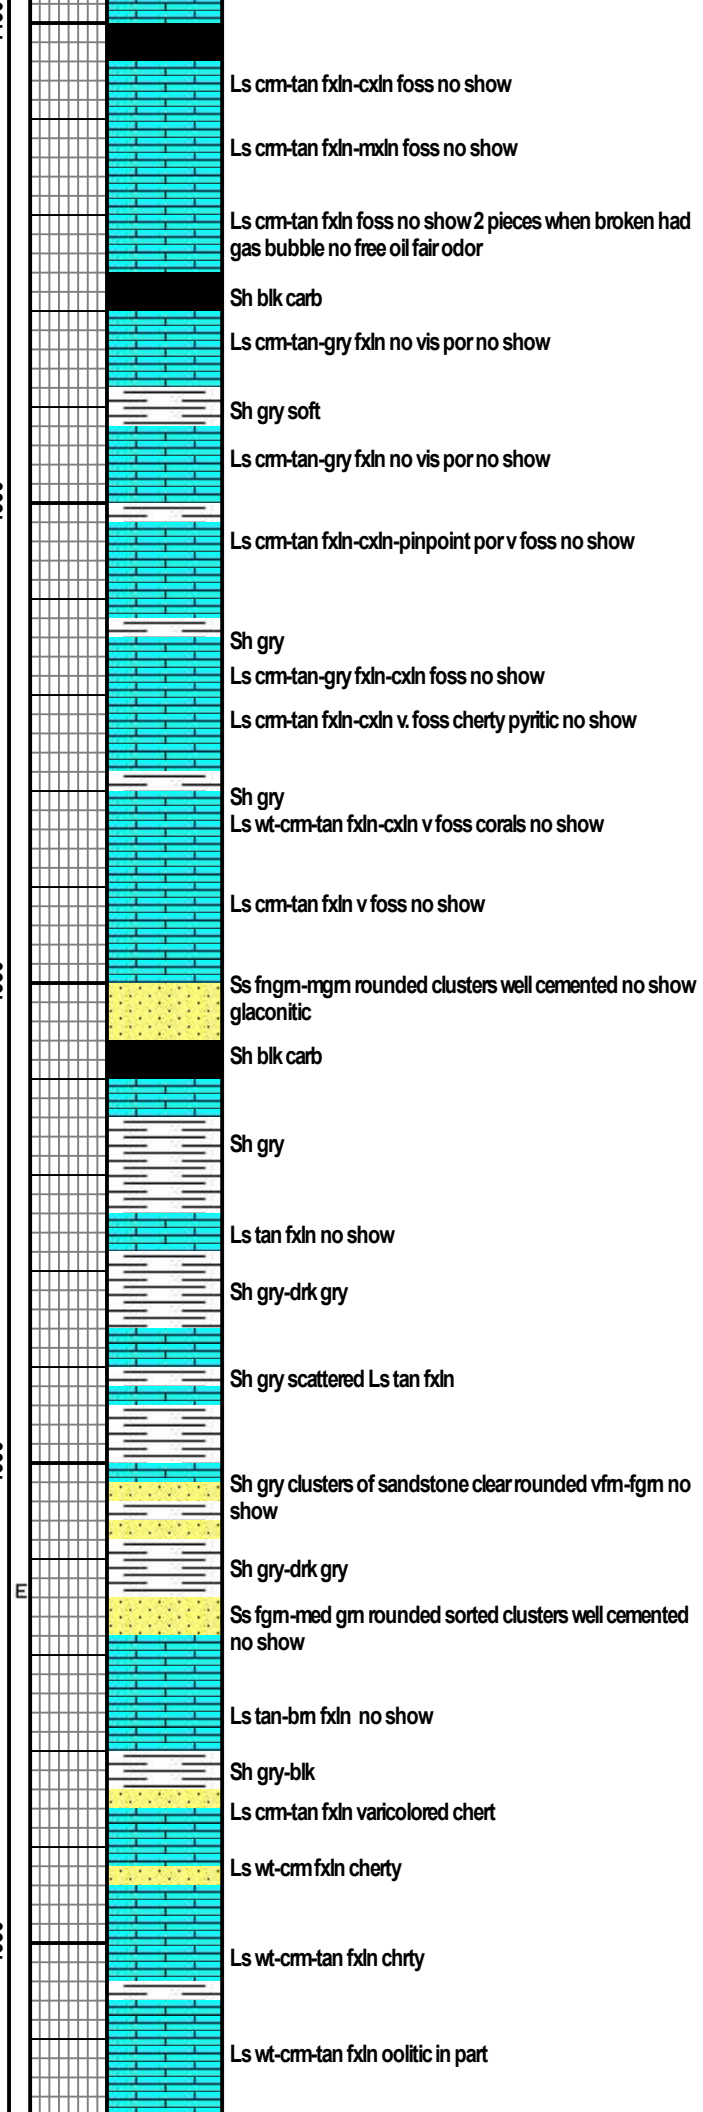 Ls crm-tan fxln-cxln foss no show
Ls crm-tan fxln-mxln foss no show
Ls crm-tan fxln foss no show 2 pieces when broken had
gas bubble no free oil fair odor
Sh blk carb
Ls crm-tan-gry fxln no vis por no show
Sh gry soft
Ls crm-tan-gry fxln no vis por no show
Ls crm-tan fxln-cxln-pinpoint por v foss no show
Sh gry
Ls crm-tan-gry fxln-cxln foss no show
Ls crm-tan fxln-cxln v. foss cherty pyritic no show
Sh gry
Ls wt-crm-tan fxln-cxln v foss corals no show
Ls crm-tan fxln v foss no show
Ss fngrn-mgrn rounded clusters well cemented no show
glaconitic
Sh blk carb
Sh gry
Ls tan fxln no show
Sh gry-drk gry
Sh gry scattered Ls tan fxln
Sh gry clusters of sandstone clear rounded vfrn-fgrn no
show
Sh gry-drk gry
E
Ss fgrn-med grn rounded sorted clusters well cemented
no show
Ls tan-brn fxln no show
Sh gry-blk
Ls crm-tan fxln varicolored chert
Ls wt-crm fxln cherty
Ls wt-crm-tan fxln chrty
Ls wt-crm-tan fxln oolitic in part